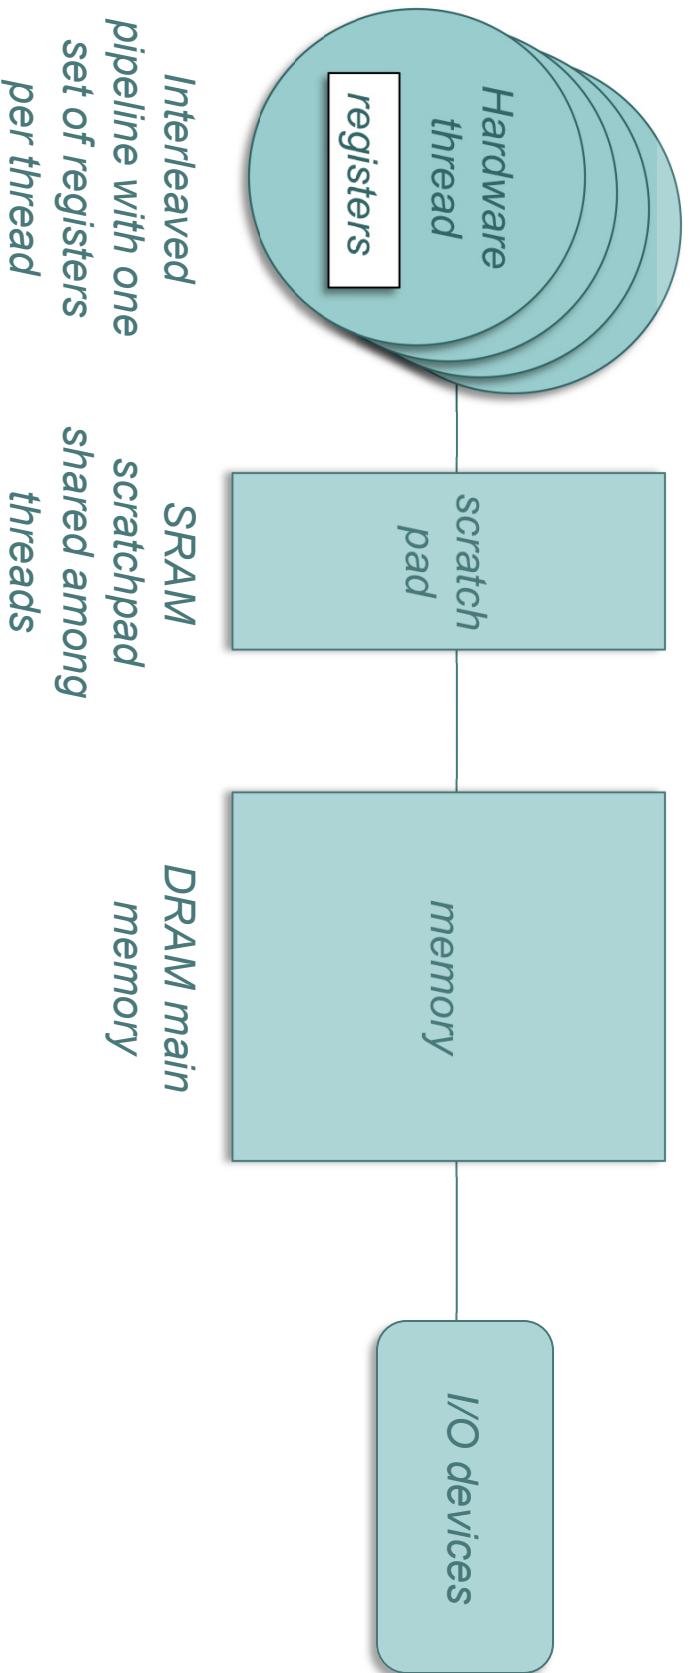 Hardware
thread
registers
scratch
pad
memory
I/O devices
Interleaved
pipeline with one
set of registers
per thread
SRAM
scratchpad
shared among
threads
DRAM main
memory